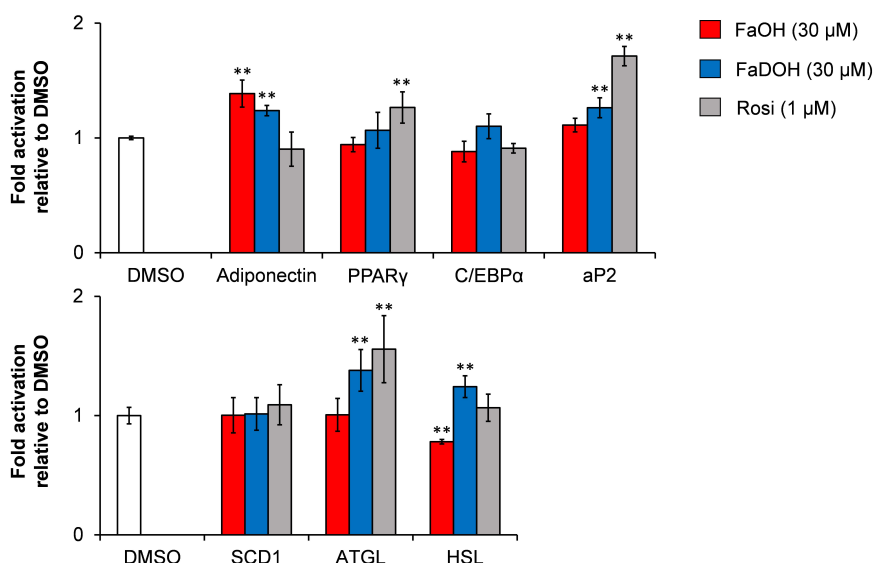 2
1
0
Fold activation
relative to DMSO
**
**
**
**
**
DMSO
Adiponectin
PPARγ
C/EBPα
aP2
FaOH (30 µM)
FaDOH (30 µM)
Rosi (1 µM)
2
1
0
Fold activation
relative to DMSO
**
**
**
**
DMSO
SCD1
ATGL
HSL